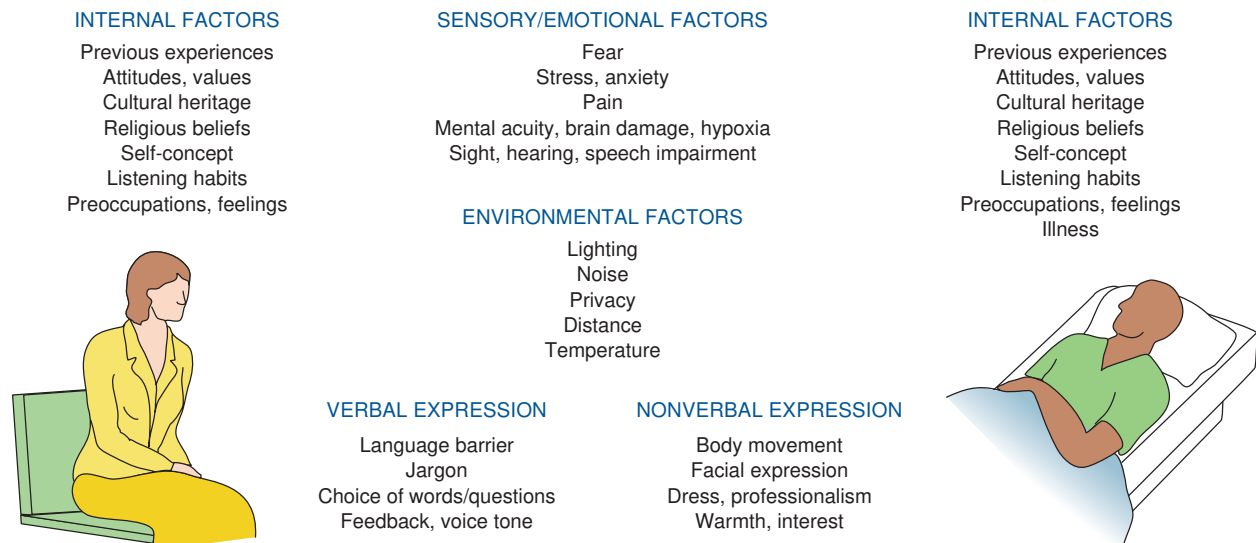 INTERNAL FACTORS
Previous experiences
Attitudes, values
Cultural heritage
Religious beliefs
Self-concept
Listening habits
Preoccupations, feelings
SENSORY/EMOTIONAL FACTORS
Fear
Stress, anxiety
Pain
Mental acuity, brain damage, hypoxia
Sight, hearing, speech impairment
INTERNAL FACTORS
Previous experiences
Attitudes, values
Cultural heritage
Religious beliefs
Self-concept
Listening habits
Preoccupations, feelings
Illness
ENVIRONMENTAL FACTORS
Lighting
Noise
Privacy
Distance
Temperature
VERBAL EXPRESSION
Language barrier
Jargon
Choice of words/questions
Feedback, voice tone
NONVERBAL EXPRESSION
Body movement
Facial expression
Dress, professionalism
Warmth, interest